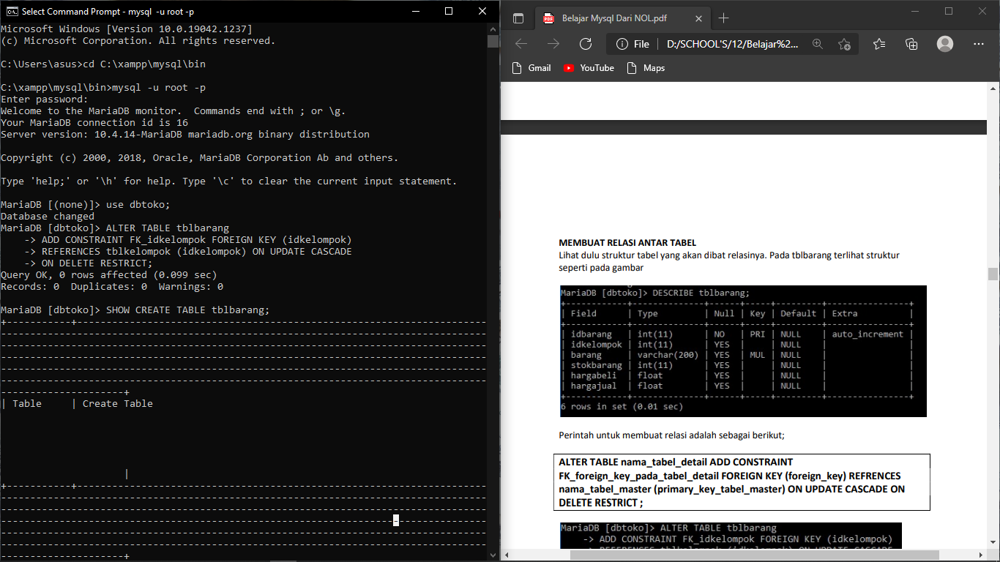 Select Command Prompt - mysql -u root -p
Microsoft Windows [Version 10.0.19042.1237]
(c) Microsoft Corporation. All rights reserved.
C:\Users\asus>cd C:\xampp\mysql\bin
C:\xampp\mysql\bin>mysql -u root -p
Enter password:
Welcome to the MariaDB monitor.  Commands end with ; or \g.
Your MariaDB connection id is 16
Server version: 10.4.14-MariaDB mariadb.org binary distribution
Copyright (c) 2000, 2018, Oracle, MariaDB Corporation Ab and others.
Type 'help;' or '\h' for help. Type '\c' to clear the current input statement.
MariaDB [(none)]> use dbtoko;
Database changed
MariaDB [dbtoko]> ALTER TABLE tblbarang
    -> ADD CONSTRAINT FK_idkelompok FOREIGN KEY (idkelompok)
    -> REFERENCES tblkelompok (idkelompok) ON UPDATE CASCADE
    -> ON DELETE RESTRICT;
Query OK, 0 rows affected (0.099 sec)
Records: 0  Duplicates: 0  Warnings: 0
MariaDB [dbtoko]> SHOW CREATE TABLE tblbarang;
| Table     | Create Table
|
Belajar Mysql Dari NOL.pdf
File | D:/SCHOOL'S/12/Belajar%2...
Gmail YouTube Maps
MEMBUAT RELASI ANTAR TABEL
Lihat dulu struktur tabel yang akan dibat relasinya. Pada tblbarang terlihat struktur
seperti pada gambar
MariaDB [dbtoko]> DESCRIBE tblbarang;
| Field | Type | Null | Key | Default | Extra |
| idbarang | int(11) | NO | PRI | NULL | auto_increment |
| idkelompok | int(11) | YES | | NULL | |
| barang | varchar(200) | YES | MUL | NULL | |
| stokbarang | int(11) | YES | | NULL | |
| hargabeli | float | YES | | NULL | |
| hargajual | float | YES | | NULL | |
6 rows in set (0.01 sec)
Perintah untuk membuat relasi adalah sebagai berikut;
ALTER TABLE nama_tabel_detail ADD CONSTRAINT
FK_foreign_key_pada_tabel_detail FOREIGN KEY (foreign_key) REFRENCES
nama_tabel_master (primary_key_tabel_master) ON UPDATE CASCADE ON
DELETE RESTRICT ;
MariaDB [dbtoko]> ALTER TABLE tblbarang
    -> ADD CONSTRAINT FK_idkelompok FOREIGN KEY (idkelompok)